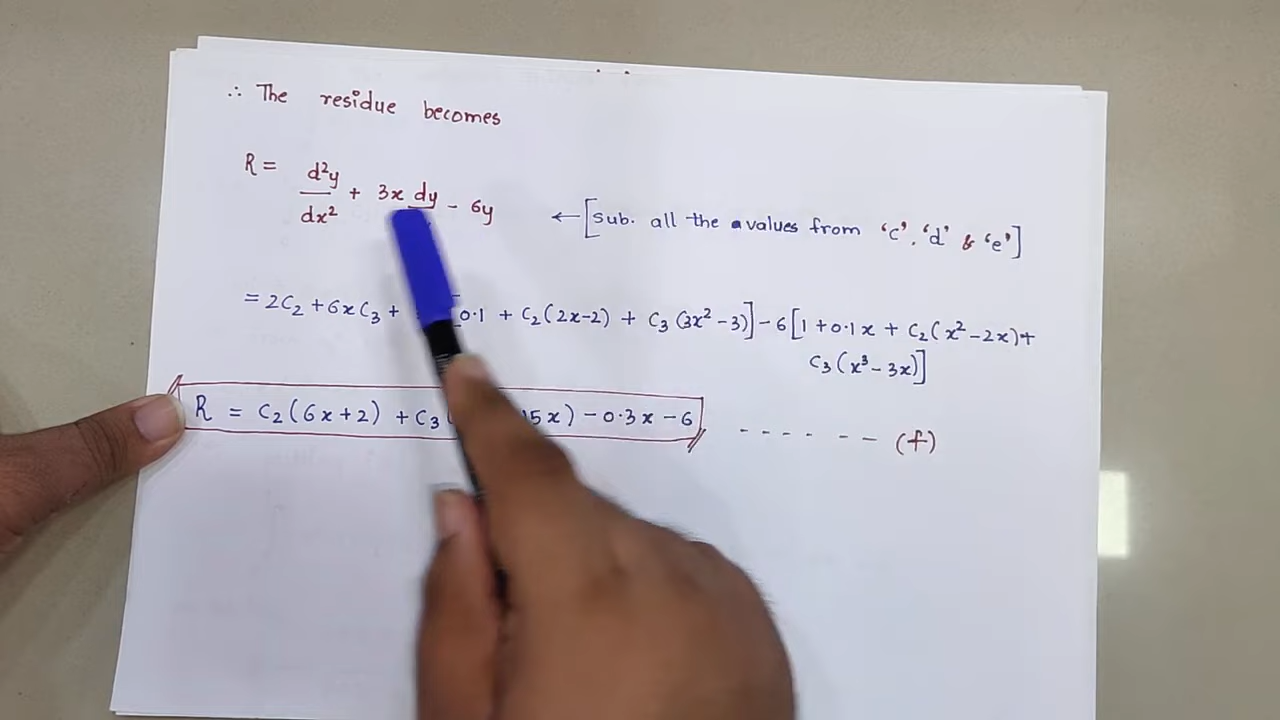 ∴ The residue becomes
R = d²y/dx² + 3x dy - 6y ← [sub. all the values from 'c', 'd' & 'e']
= 2C₂ + 6xC₃ + [0.1 + C₂(2x-2) + C₃(3x²-3)] - 6[1 + 0.1x + C₂(x²-2x) +
C₃(x³-3x)]
R = C₂(6x+2) + C₃ 5x) - 0.3x - 6 - - - - - - (f)